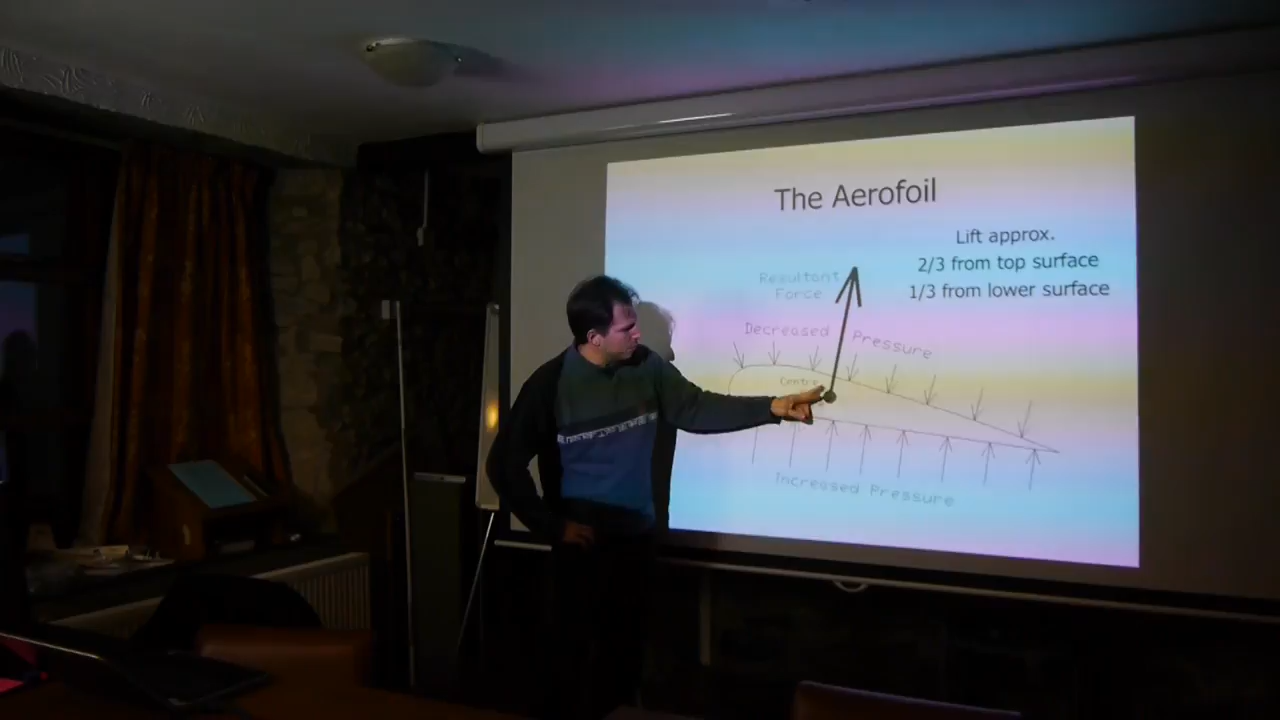 The Aerofoil
Lift approx.
2/3 from top surface
1/3 from lower surface
Resultant
Force
Decreased Pressure
Centre
Increased Pressure